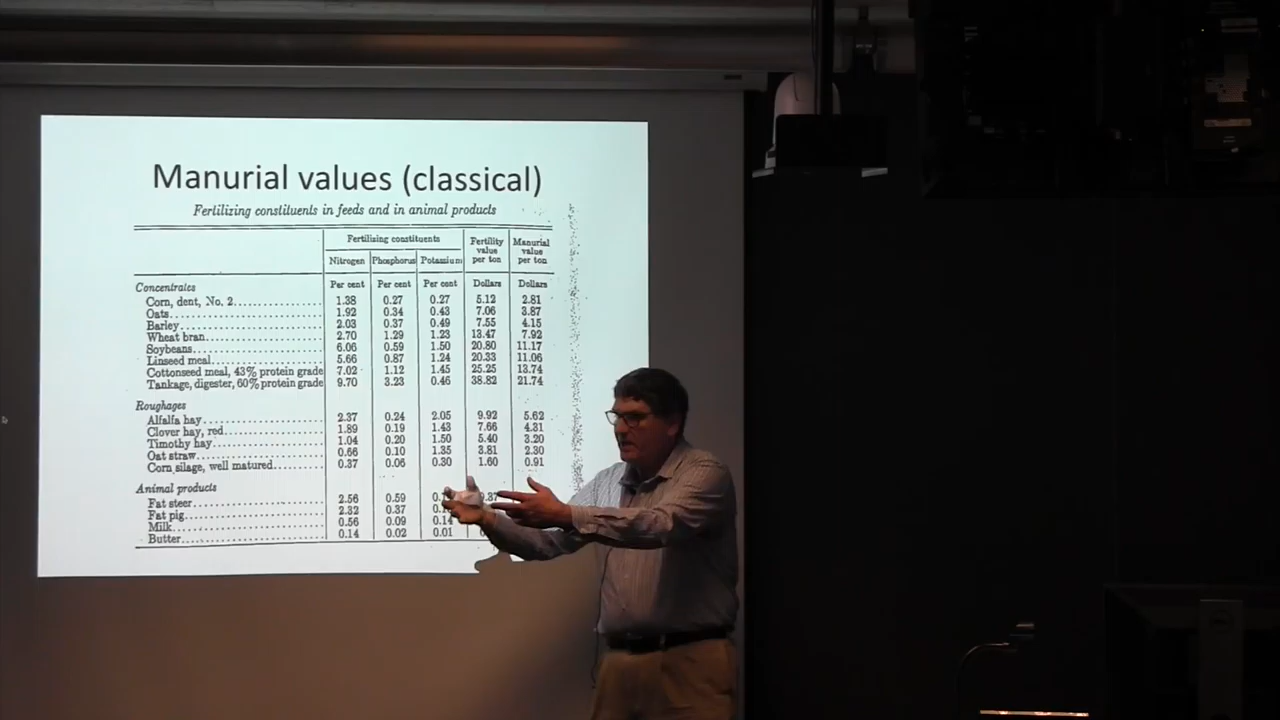 Manurial values (classical)
Fertilizing constituents in feeds and in animal products
Fertilizing constituents Fertility value per ton Manurial value per ton
Nitrogen Phosphorus Potassium
Per cent Per cent Per cent Dollars Dollars
Concentrates
Corn, dent, No. 2 1.38 0.27 0.27 5.12 2.81
Oats 1.92 0.34 0.43 7.06 3.87
Barley 2.03 0.37 0.49 7.55 4.15
Wheat bran 2.70 1.29 1.23 13.47 7.92
Soybeans 6.06 0.59 1.50 20.80 11.17
Linseed meal 5.66 0.87 1.24 20.33 11.06
Cottonseed meal, 43% protein grade 7.02 1.12 1.45 25.25 13.74
Tankage, digester, 60% protein grade 9.70 3.23 0.46 38.82 21.74
Roughages
Alfalfa hay 2.37 0.24 2.05 9.92 5.62
Clover hay, red 1.89 0.19 1.43 7.66 4.31
Timothy hay 1.04 0.20 1.50 5.40 3.20
Oat straw 0.66 0.10 1.35 3.81 2.30
Corn silage, well matured 0.37 0.06 0.30 1.60 0.91
Animal products
Fat steer 2.56 0.59
Fat pig 2.32 0.37
Milk 0.56 0.09 0.14
Butter 0.14 0.02 0.01